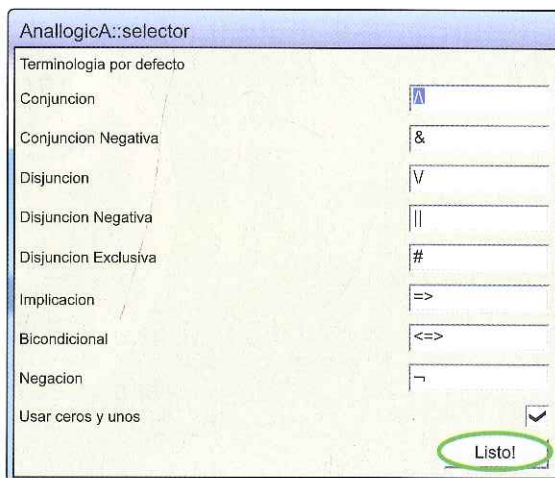 AnallogicA::selector
Terminologia por defecto
Conjuncion /\
Conjuncion Negativa &
Disjuncion \/
Disjuncion Negativa ||
Disjuncion Exclusiva #
Implicacion =>
Bicondicional <=>
Negacion ¬
Usar ceros y unos
Listo!